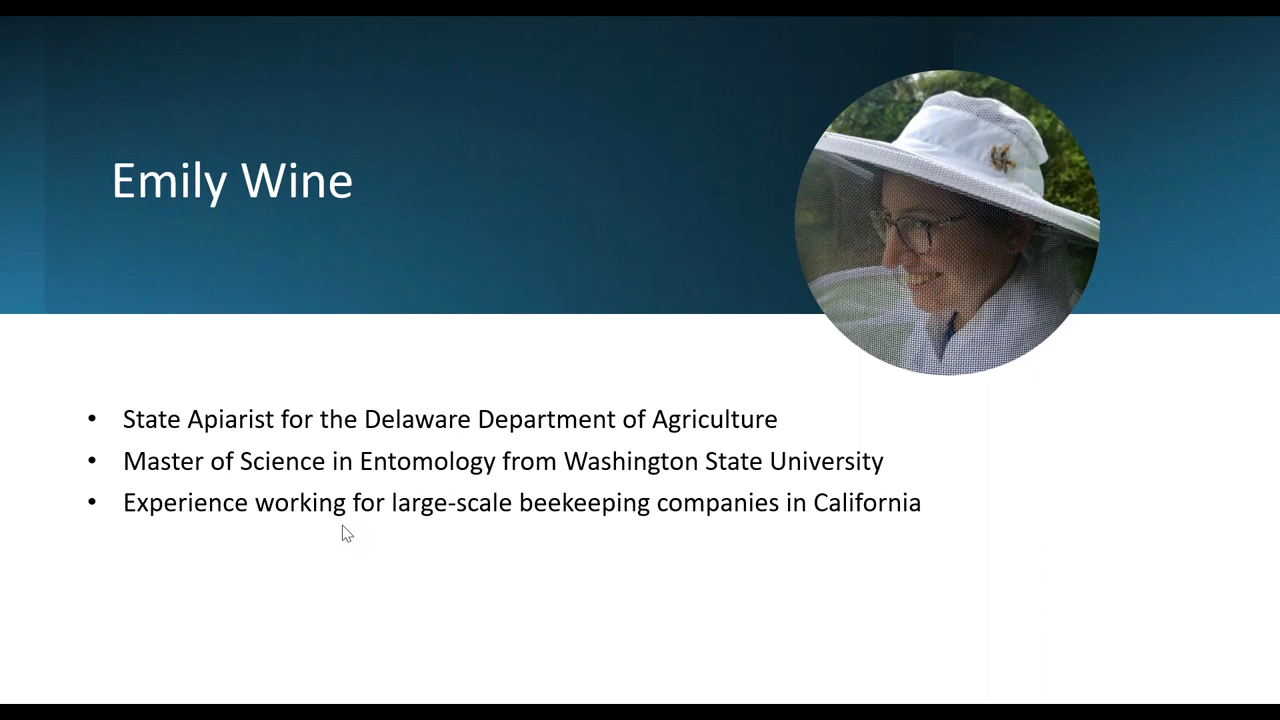 Emily Wine
• State Apiarist for the Delaware Department of Agriculture
• Master of Science in Entomology from Washington State University
• Experience working for large-scale beekeeping companies in California